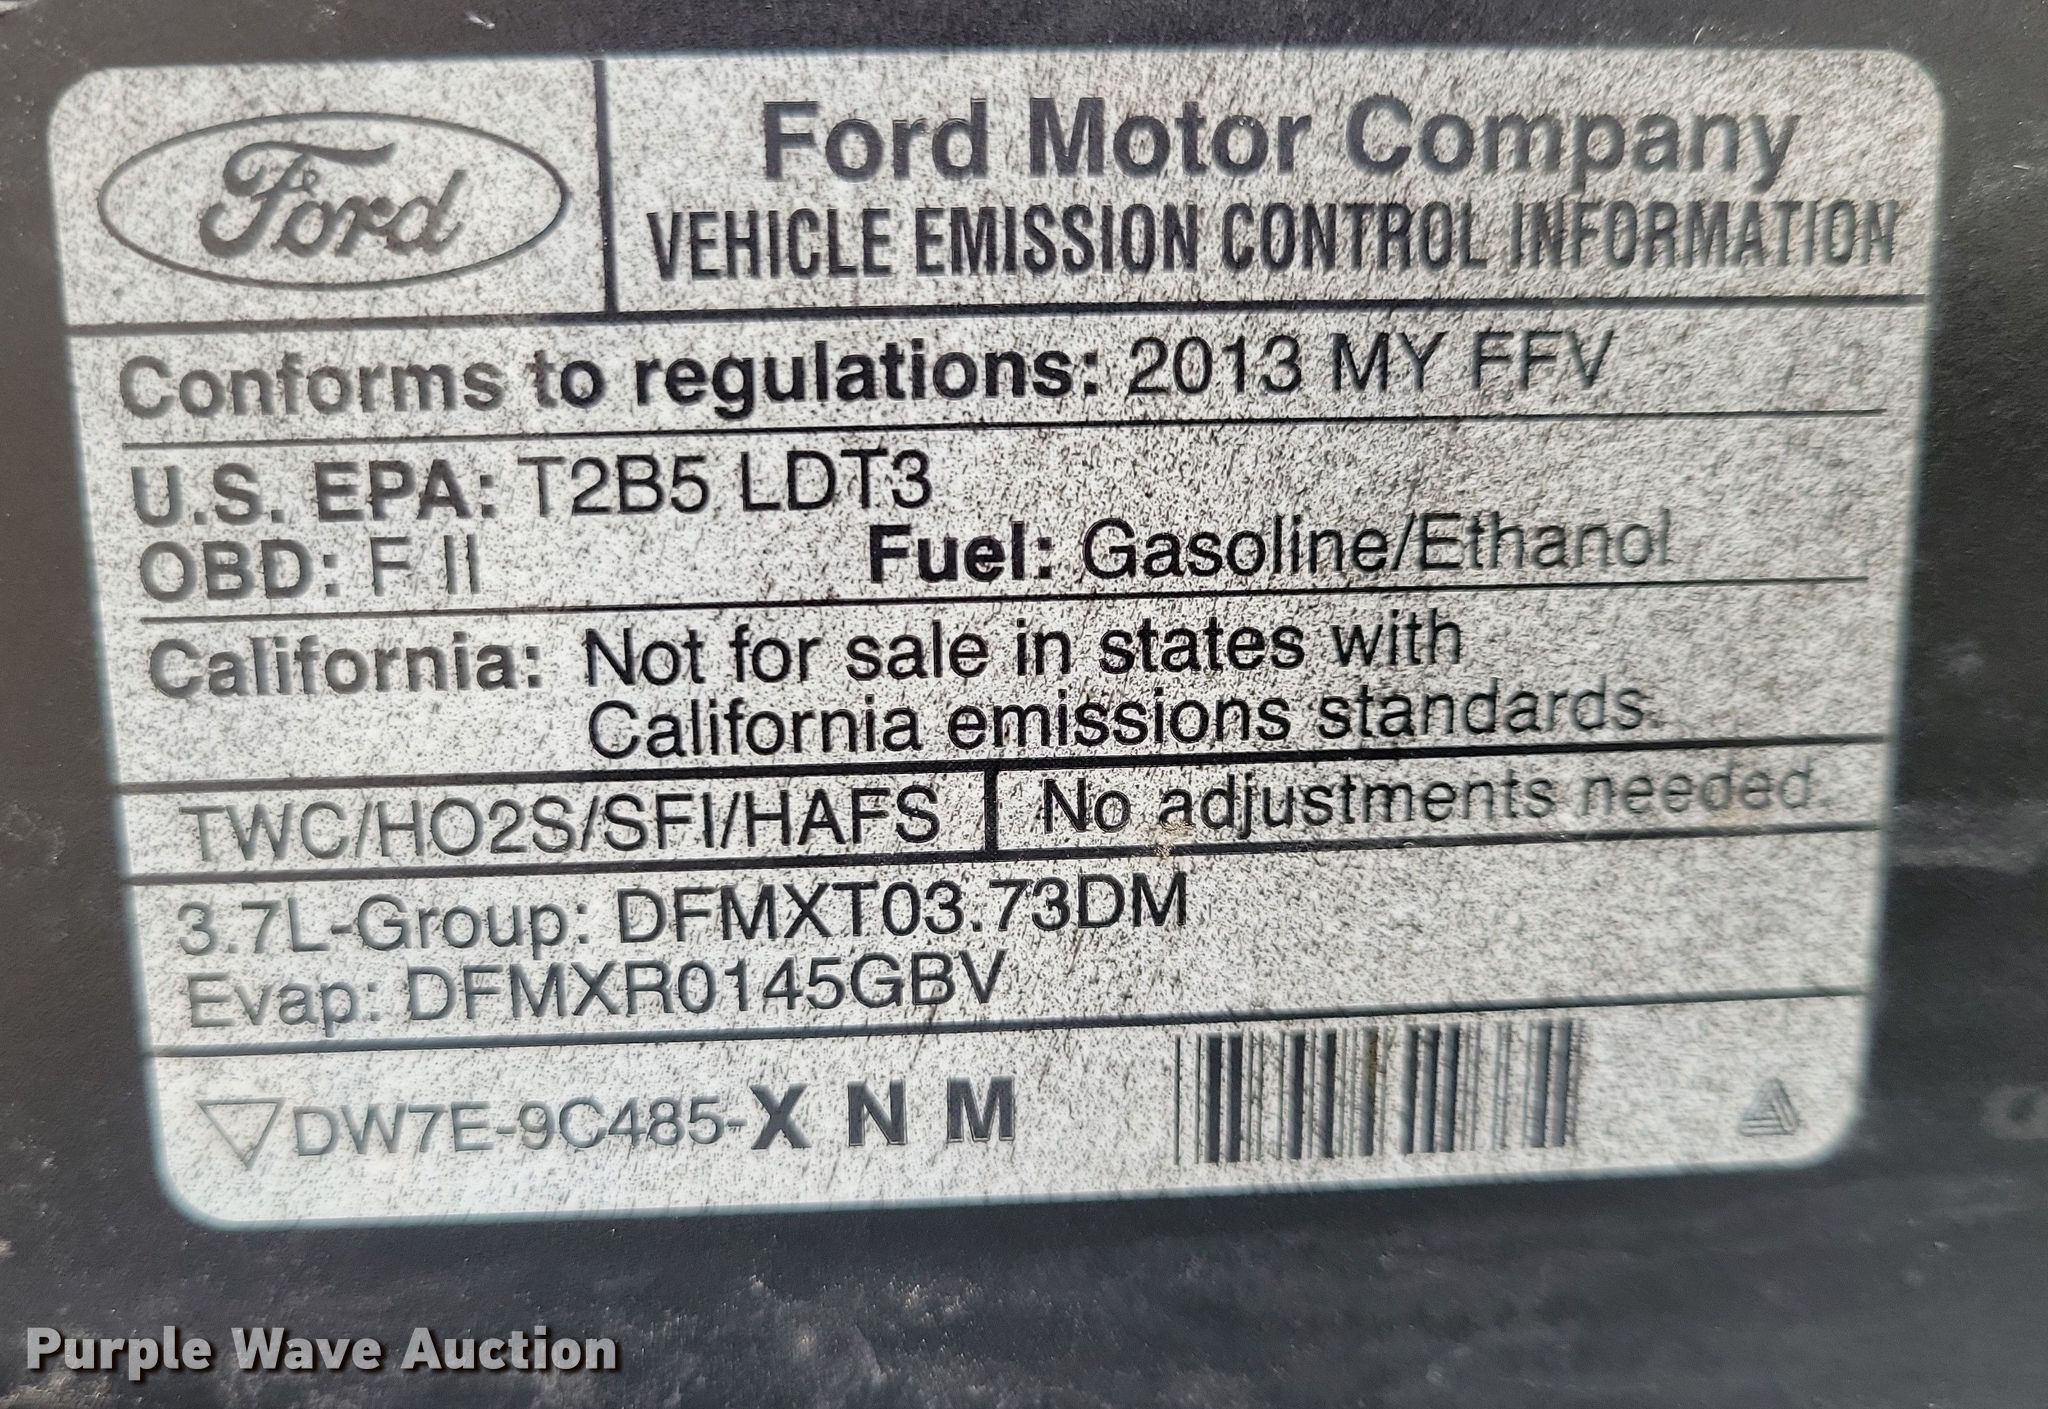 Ford
Ford Motor Company
VEHICLE EMISSION CONTROL INFORMATION
Conforms to regulations: 2013 MY FFV
U.S. EPA: T2B5 LDT3
OBD: F II Fuel: Gasoline/Ethanol
California: Not for sale in states with
California emissions standards.
TWC/HO2S/SFI/HAFS No adjustments needed.
3.7L-Group: DFMXT03.73DM
Evap: DFMXR0145GBV
DW7E-9C485-X N M
Purple Wave Auction